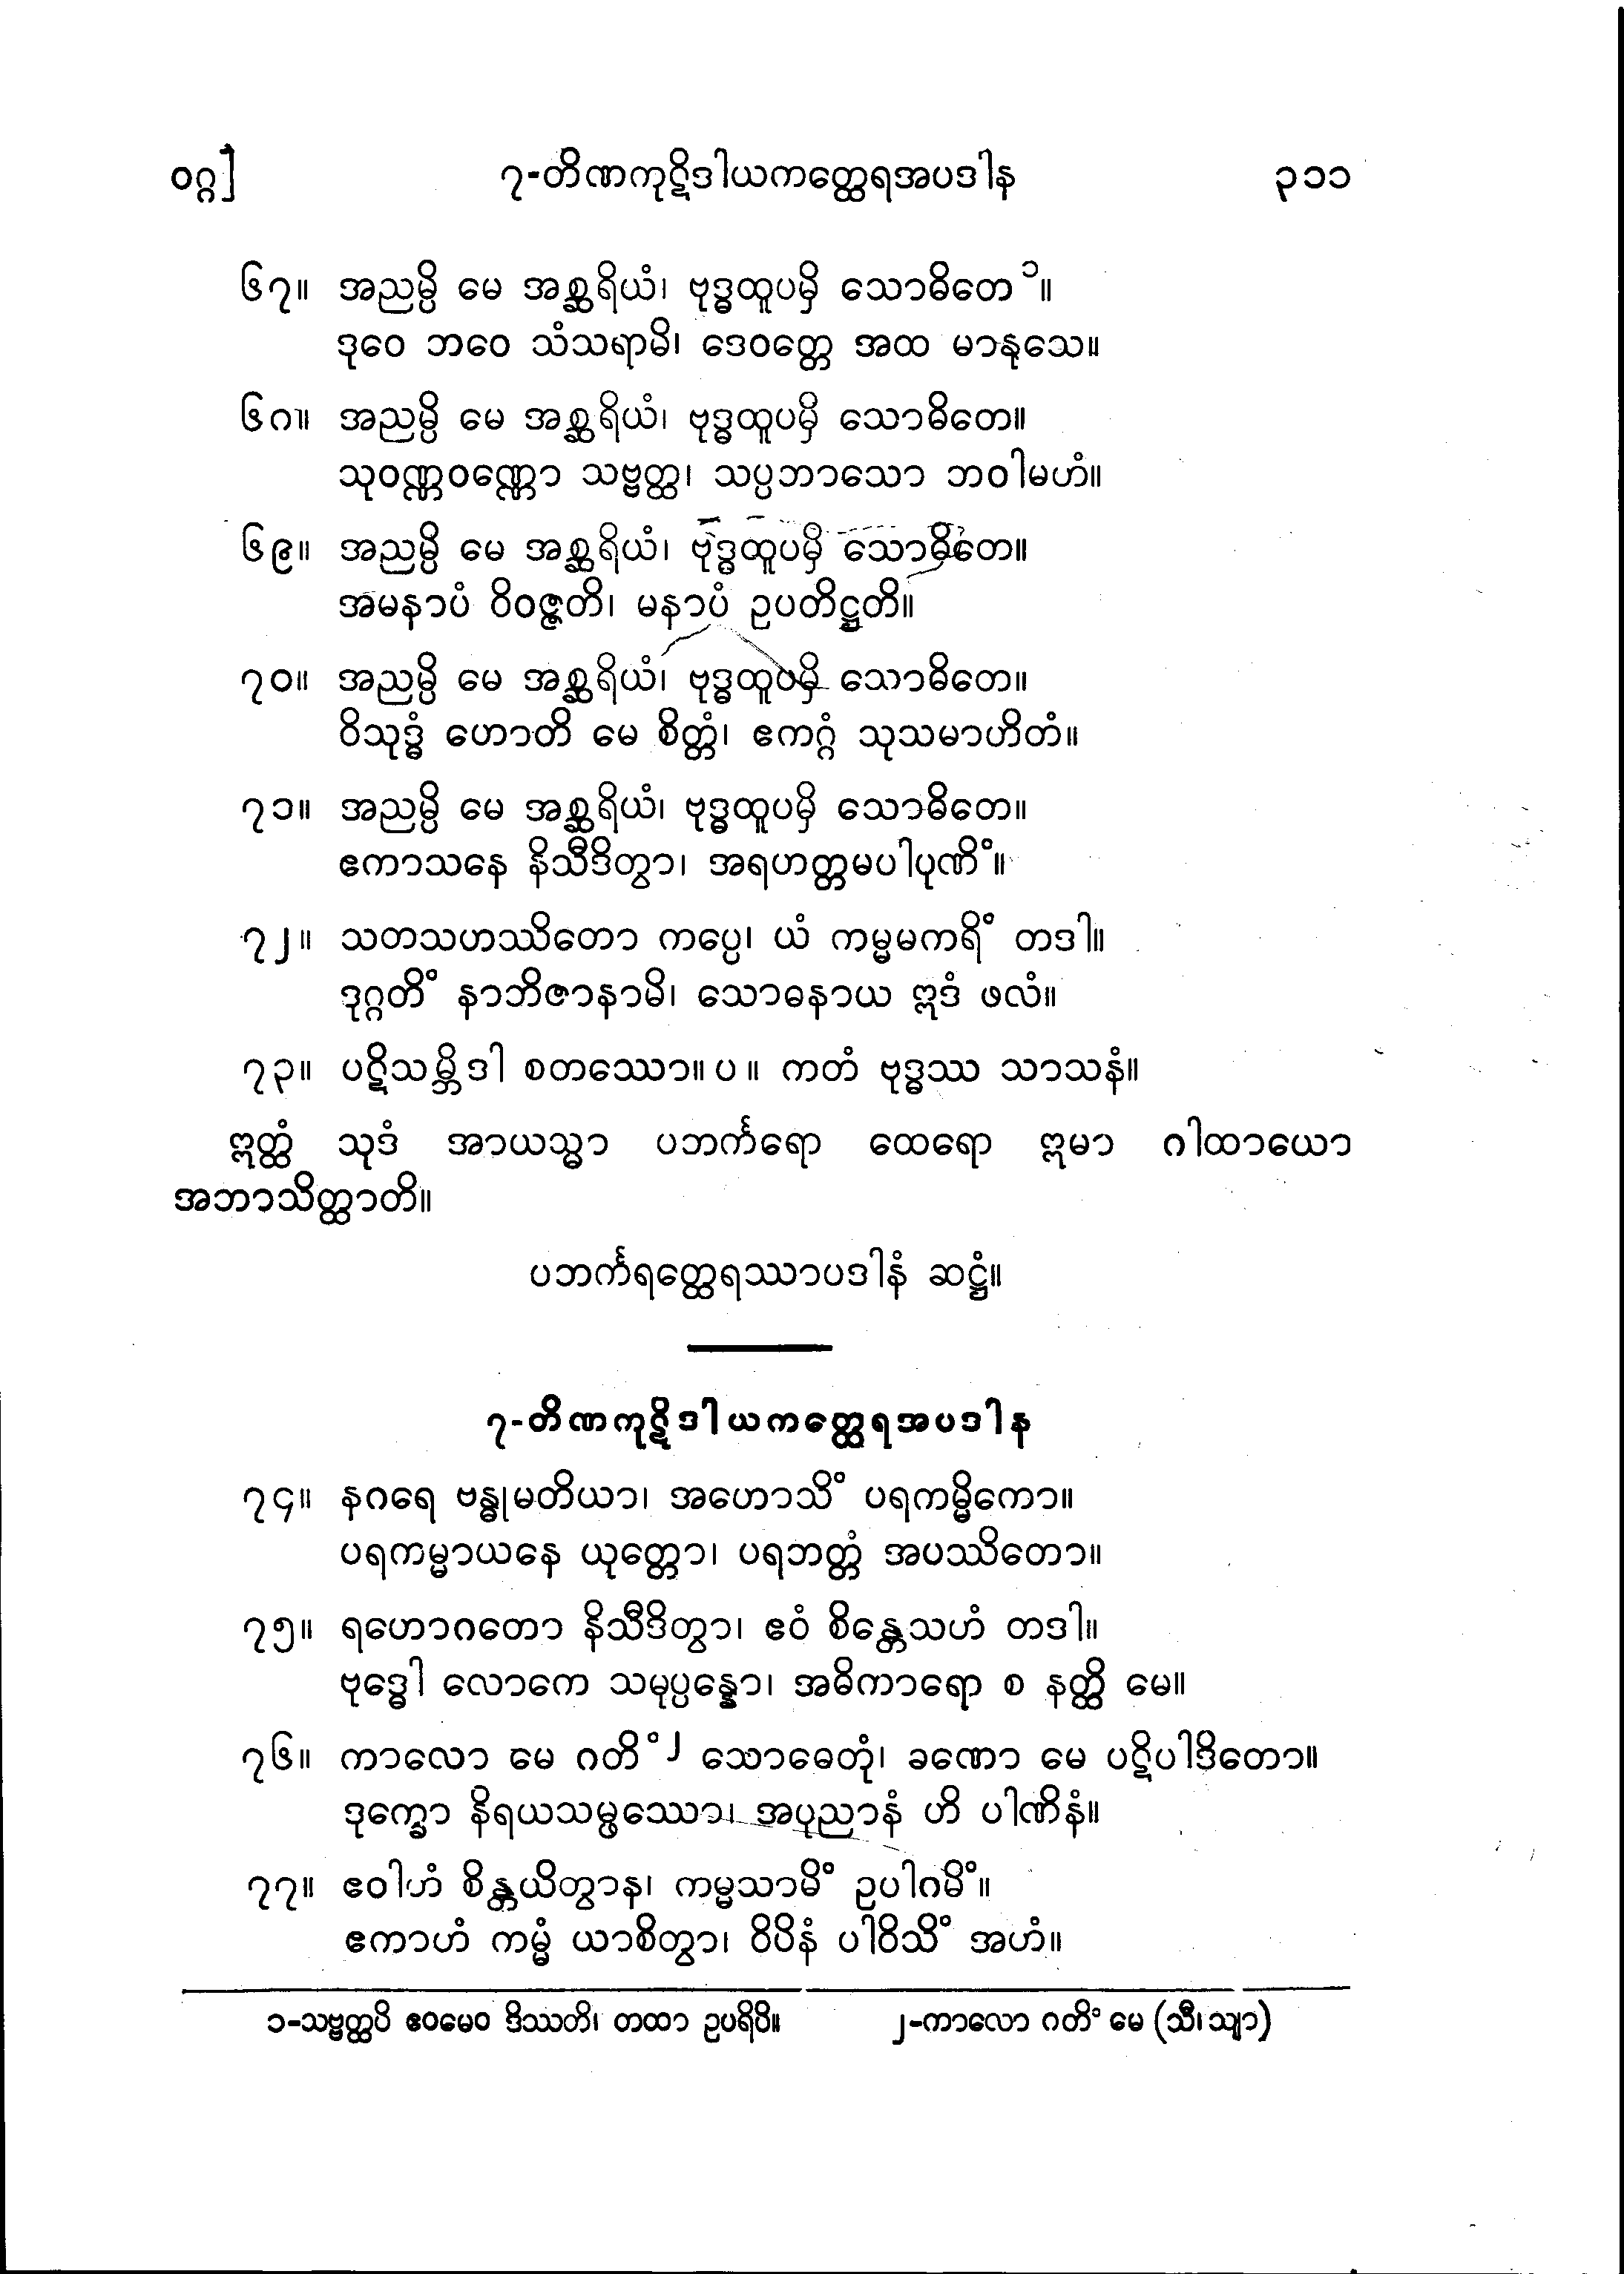 ဝဂ္ဂ] ၇-တိဏကုဋိဒါယကတ္ထေရအပဒါန ၃၁၁
၆၇။ အညမ္ပိ မေ အစ္ဆရိယံ၊ ဗုဒ္ဓထူပမှိ သောဓိတေ ၁။
ဒုဝေ ဘဝေ သံသရာမိ၊ ဒေဝတ္တေ အထ မာနုသေ။
၆၈။ အညမ္ပိ မေ အစ္ဆရိယံ၊ ဗုဒ္ဓထူပမှိ သောဓိတေ။
သုဝဏ္ဏဝဏ္ဏော သဗ္ဗတ္ထ၊ သပ္ပဘာသော ဘဝါမဟံ။
၆၉။ အညမ္ပိ မေ အစ္ဆရိယံ၊ ဗုဒ္ဓထူပမှိ သောဓိတေ။
အမနာပံ ဝိဝဇ္ဇတိ၊ မနာပံ ဥပတိဋ္ဌတိ။
၇၀။ အညမ္ပိ မေ အစ္ဆရိယံ၊ ဗုဒ္ဓထူပမှိ သောဓိတေ။
ဝိသုဒ္ဓံ ဟောတိ မေ စိတ္တံ၊ ဧကဂ္ဂံ သုသမာဟိတံ။
၇၁။ အညမ္ပိ မေ အစ္ဆရိယံ၊ ဗုဒ္ဓထူပမှိ သောဓိတေ။
ဧကာသနေ နိသီဒိတွာ၊ အရဟတ္တမပါပုဏိံ။
၇၂။ သတသဟဿိတော ကပ္ပေ၊ ယံ ကမ္မမကရိံ တဒါ။
ဒုဂ္ဂတိံ နာဘိဇာနာမိ၊ သောဓနာယ ဣဒံ ဖလံ။
၇၃။ ပဋိသမ္ဘိဒါ စတဿော။ ပ ။ ကတံ ဗုဒ္ဓဿ သာသနံ။
ဣတ္ထံ သုဒံ အာယသ္မာ ပဘင်္ကရော ထေရော ဣမာ ဂါထာယော
အဘာသိတ္ထာတိ။
ပဘင်္ကရတ္ထေရဿာပဒါနံ ဆဋ္ဌံ။
၇-တိဏကုဋိဒါယကတ္ထေရအပဒါန
၇၄။ နဂရေ ဗန္ဓုမတိယာ၊ အဟောသိံ ပရကမ္မိကော။
ပရကမ္မာယနေ ယုတ္တော၊ ပရဘတ္တံ အပဿိတော။
၇၅။ ရဟောဂတော နိသီဒိတွာ၊ ဧဝံ စိန္တေသဟံ တဒါ။
ဗုဒ္ဓေါ လောကေ သမုပ္ပန္နော၊ အဓိကာရော စ နတ္ထိ မေ။
၇၆။ ကာလော မေ ဂတိံ ၂ သောဓေတုံ၊ ခဏော မေ ပဋိပါဒိတော။
ဒုက္ခော နိရယသမ္ဖဿော၊ အပုညာနံ ဟိ ပါဏိနံ။
၇၇။ ဧဝါဟံ စိန္တယိတွာန၊ ကမ္မသာမိံ ဥပါဂမိံ။
ဧကာဟံ ကမ္မံ ယာစိတွာ၊ ဝိပိနံ ပါဝိသိံ အဟံ။
၁-သဗ္ဗတ္ထပိ ဧဝမေဝ ဒိဿတိ၊ တထာ ဥပရိပိ။ ၂-ကာလော ဂတိံ မေ (သီ၊ သျာ)